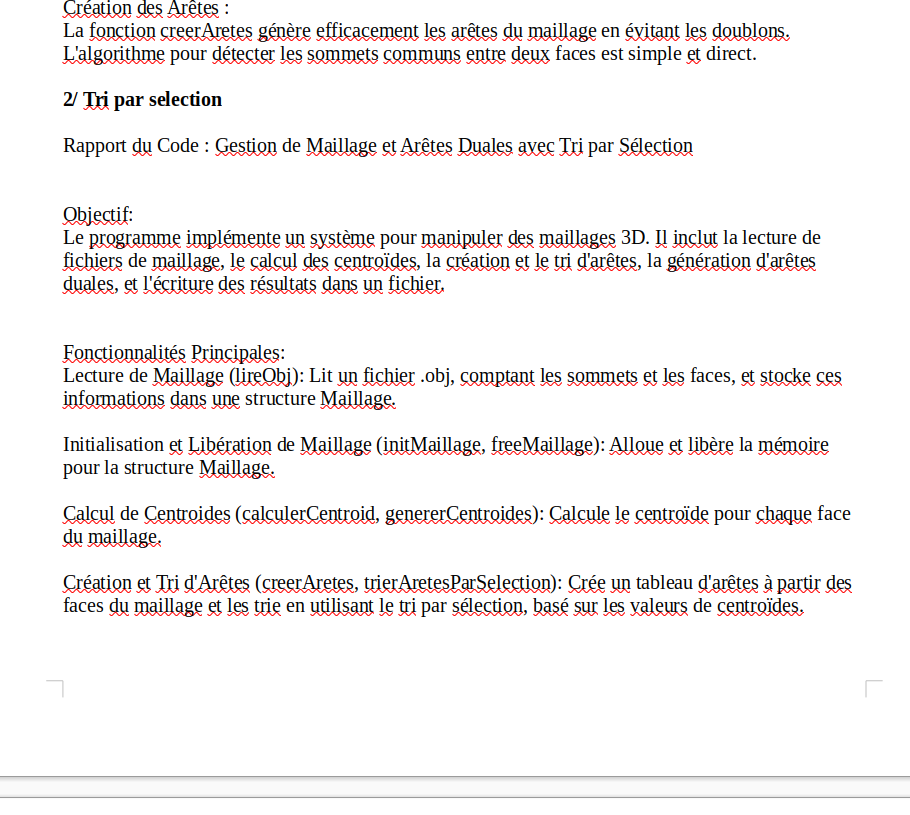 Création des Arêtes :
La fonction creerAretes génère efficacement les arêtes du maillage en évitant les doublons.
L'algorithme pour détecter les sommets communs entre deux faces est simple et direct.
2/ Tri par selection
Rapport du Code : Gestion de Maillage et Arêtes Duales avec Tri par Sélection
Objectif:
Le programme implémente un système pour manipuler des maillages 3D. Il inclut la lecture de
fichiers de maillage, le calcul des centroïdes, la création et le tri d'arêtes, la génération d'arêtes
duales, et l'écriture des résultats dans un fichier.
Fonctionnalités Principales:
Lecture de Maillage (lireObj): Lit un fichier .obj, comptant les sommets et les faces, et stocke ces
informations dans une structure Maillage.
Initialisation et Libération de Maillage (initMaillage, freeMaillage): Alloue et libère la mémoire
pour la structure Maillage.
Calcul de Centroides (calculerCentroid, genererCentroides): Calcule le centroïde pour chaque face
du maillage.
Création et Tri d'Arêtes (creerAretes, trierAretesParSelection): Crée un tableau d'arêtes à partir des
faces du maillage et les trie en utilisant le tri par sélection, basé sur les valeurs de centroïdes.